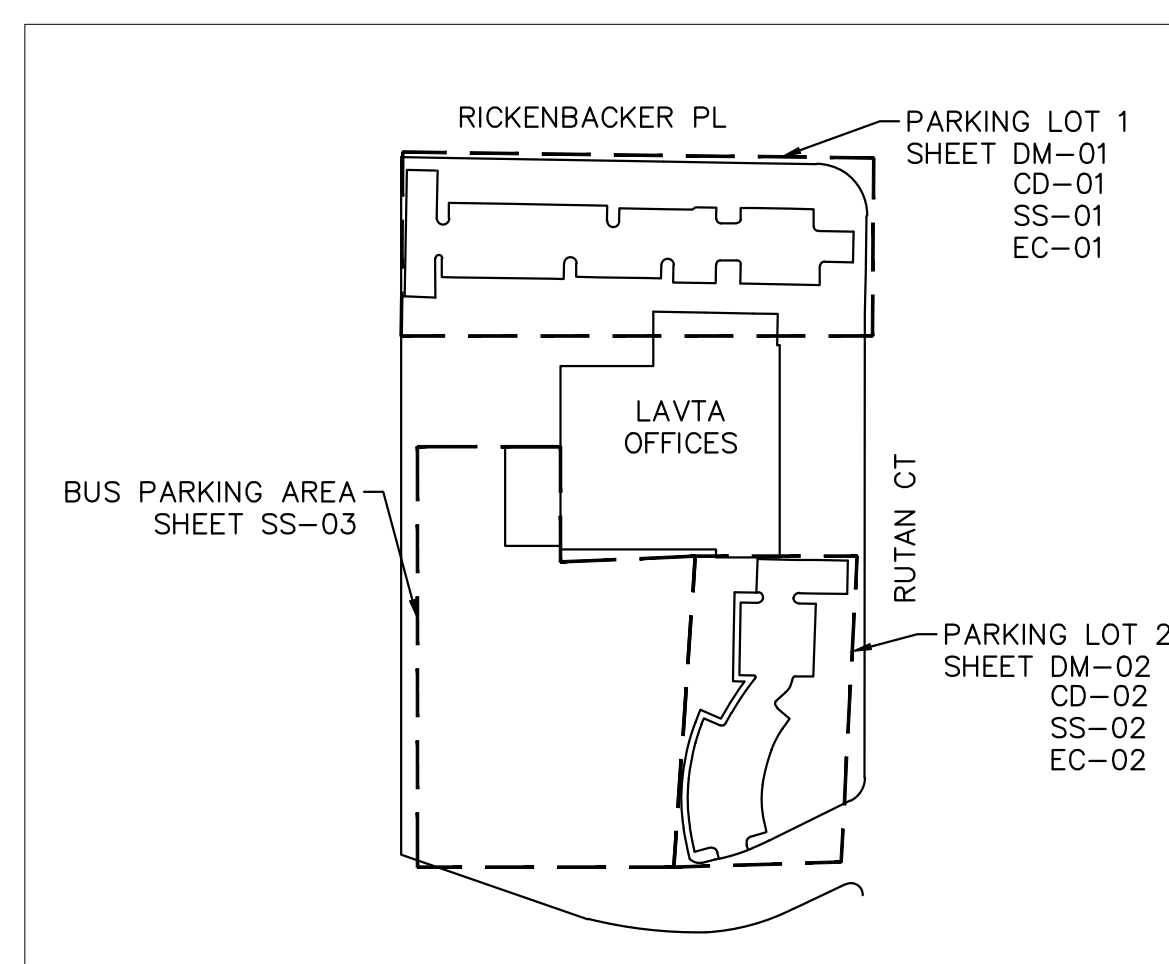 RICKENBACKER PL
PARKING LOT 1
SHEET DM-01
CD-01
SS-01
EC-01
LAVTA
OFFICES
BUS PARKING AREA
SHEET SS-03
RUTAN CT
PARKING LOT 2
SHEET DM-02
CD-02
SS-02
EC-02